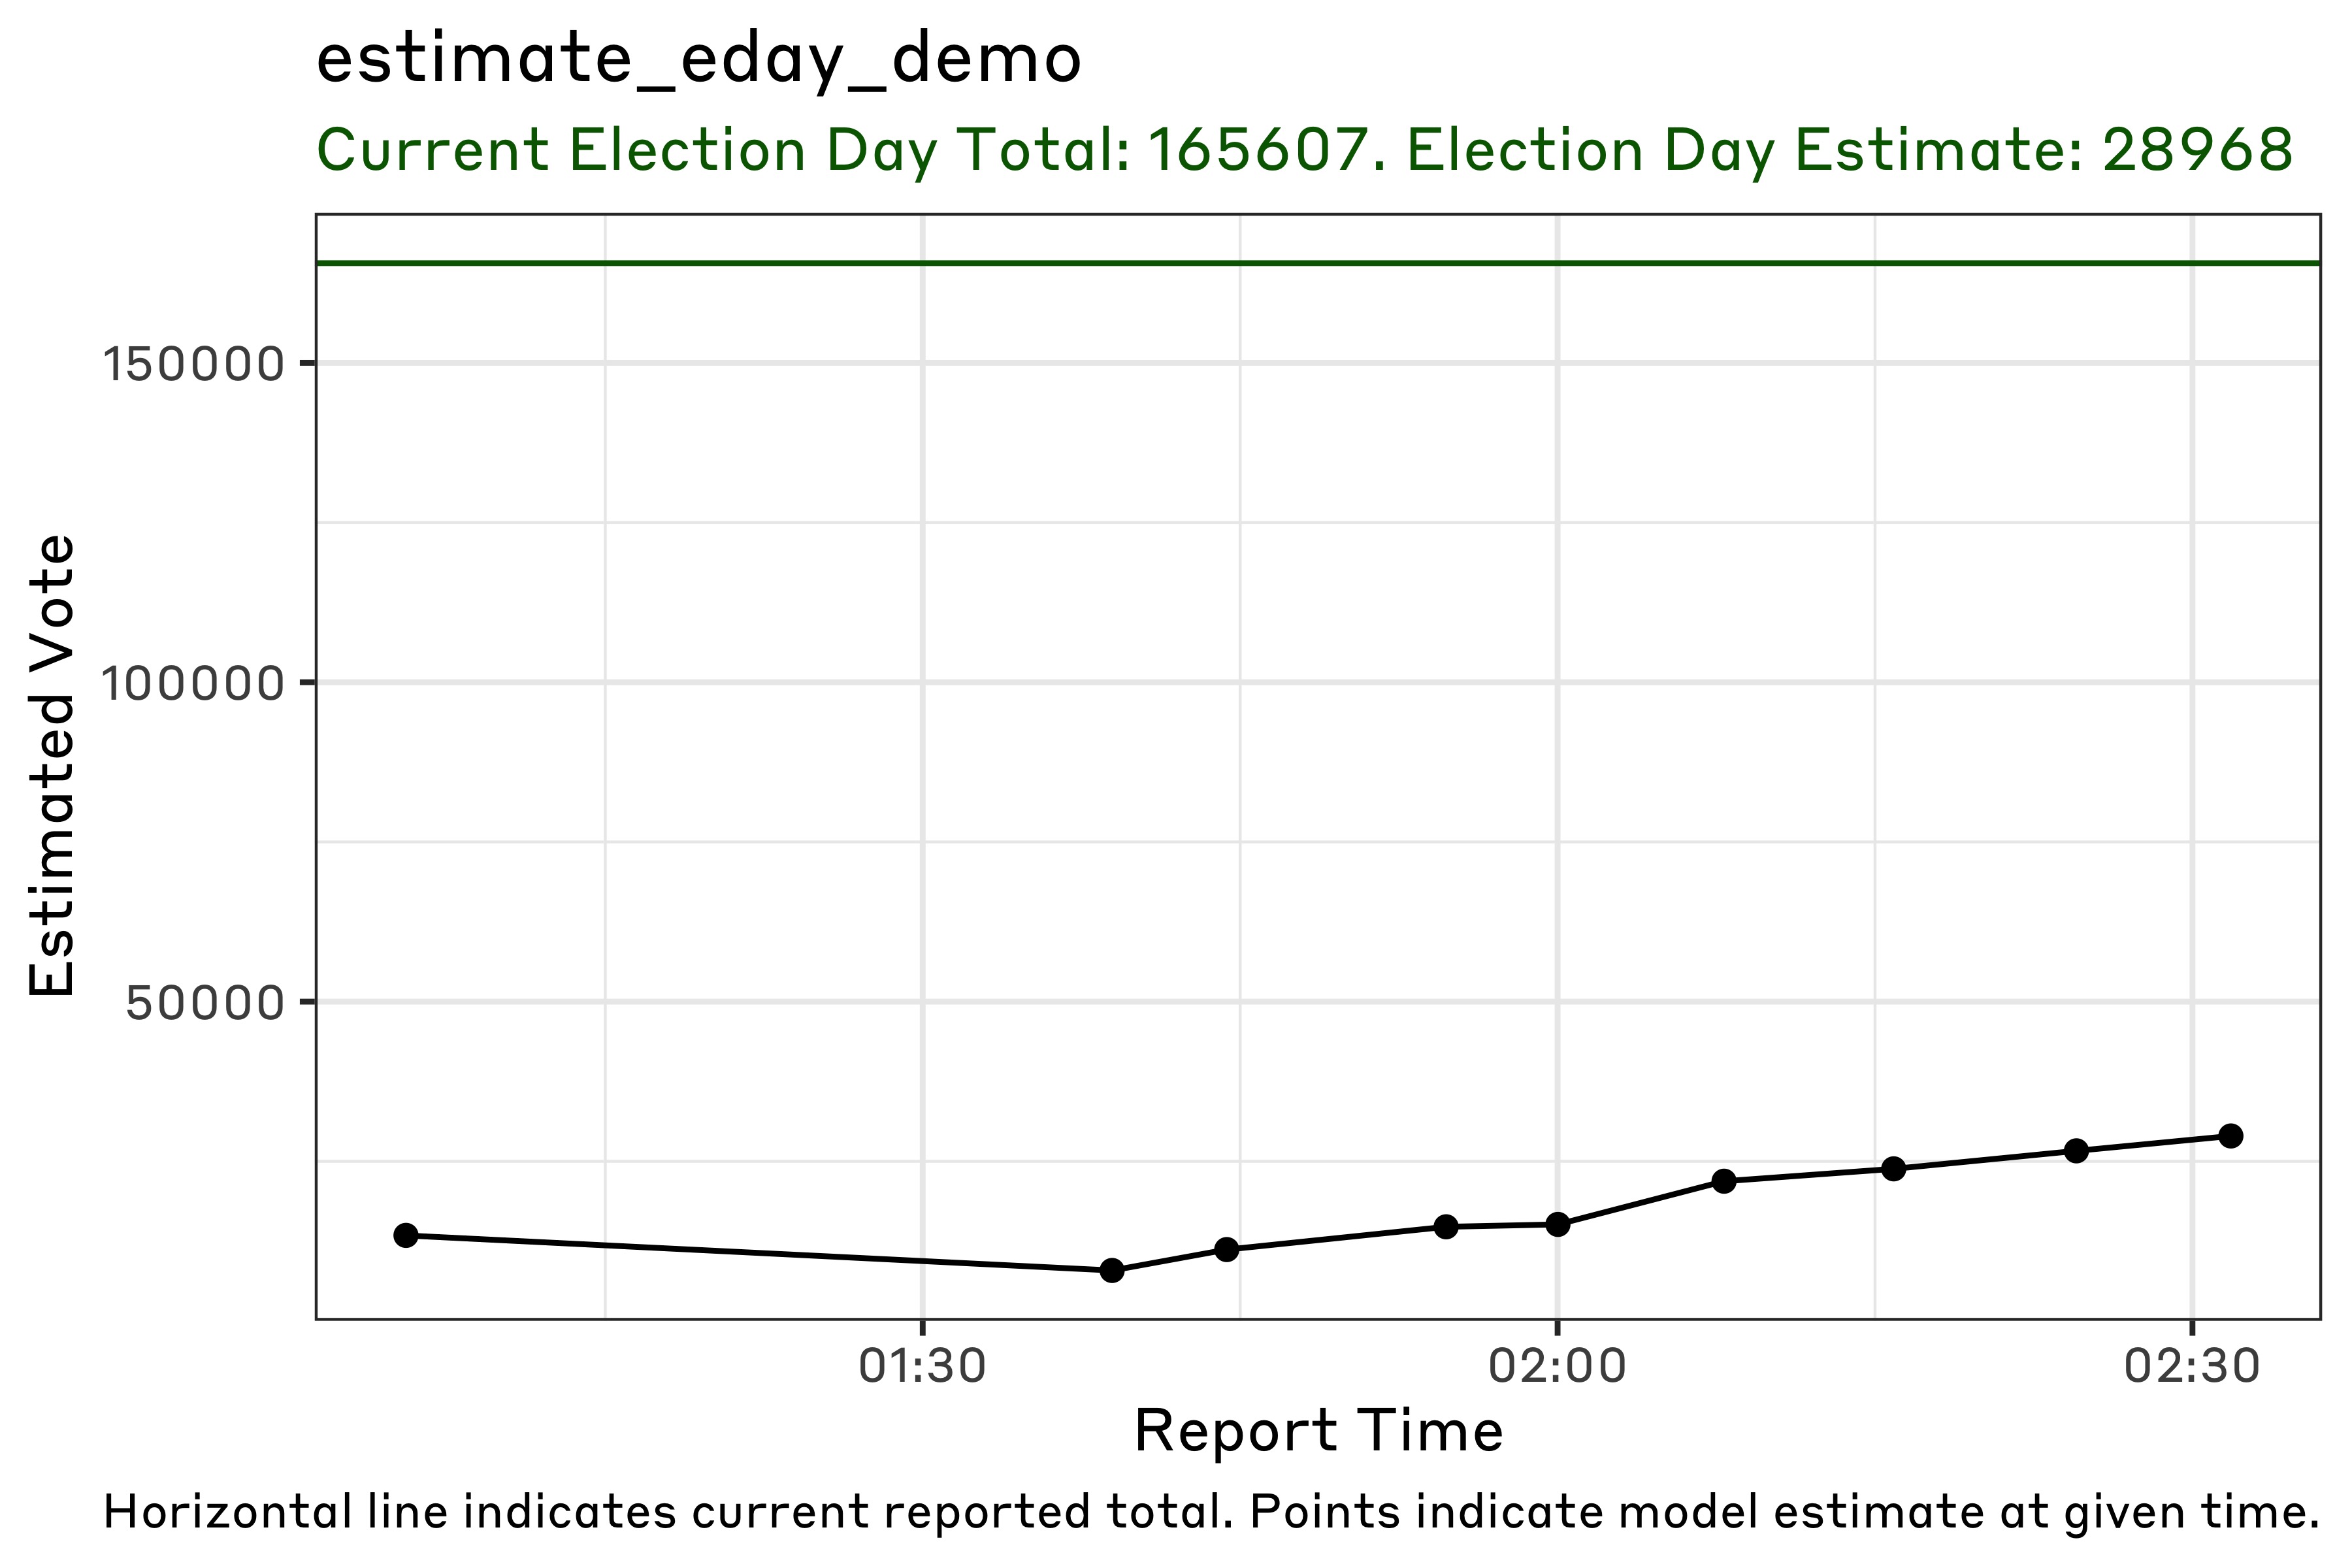 estimate_eday_demo
Current Election Day Total: 165607. Election Day Estimate: 28968
Estimated Vote
150000
100000
50000
01:30 02:00 02:30
Report Time
Horizontal line indicates current reported total. Points indicate model estimate at given time.